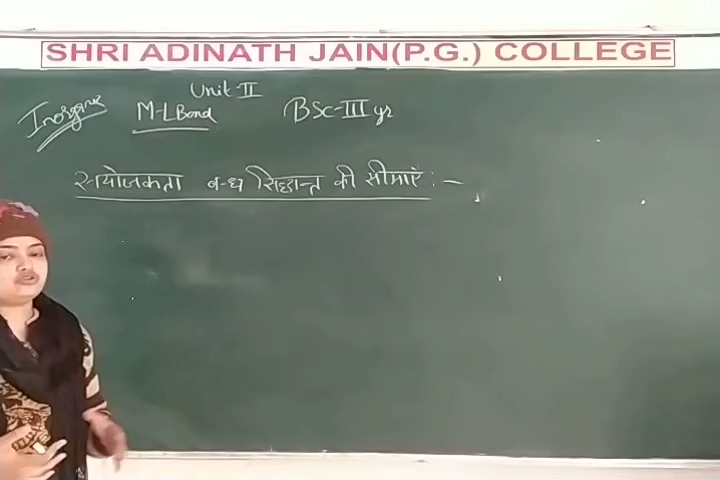 SHRI ADINATH JAIN(P.G.) COLLEGE
Unit-II
Inorganic M-L Bond BSc-III yr
संयोजकता बन्ध सिद्धान्त की सीमाएं :-